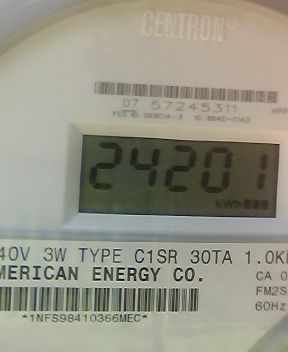 CENTRON®
07 57245311
24201
kWh
40V 3W TYPE C1SR 30TA 1.0K
MERICAN ENERGY CO.
CA 0
FM2S
60Hz
*1NFS98410366MEC*